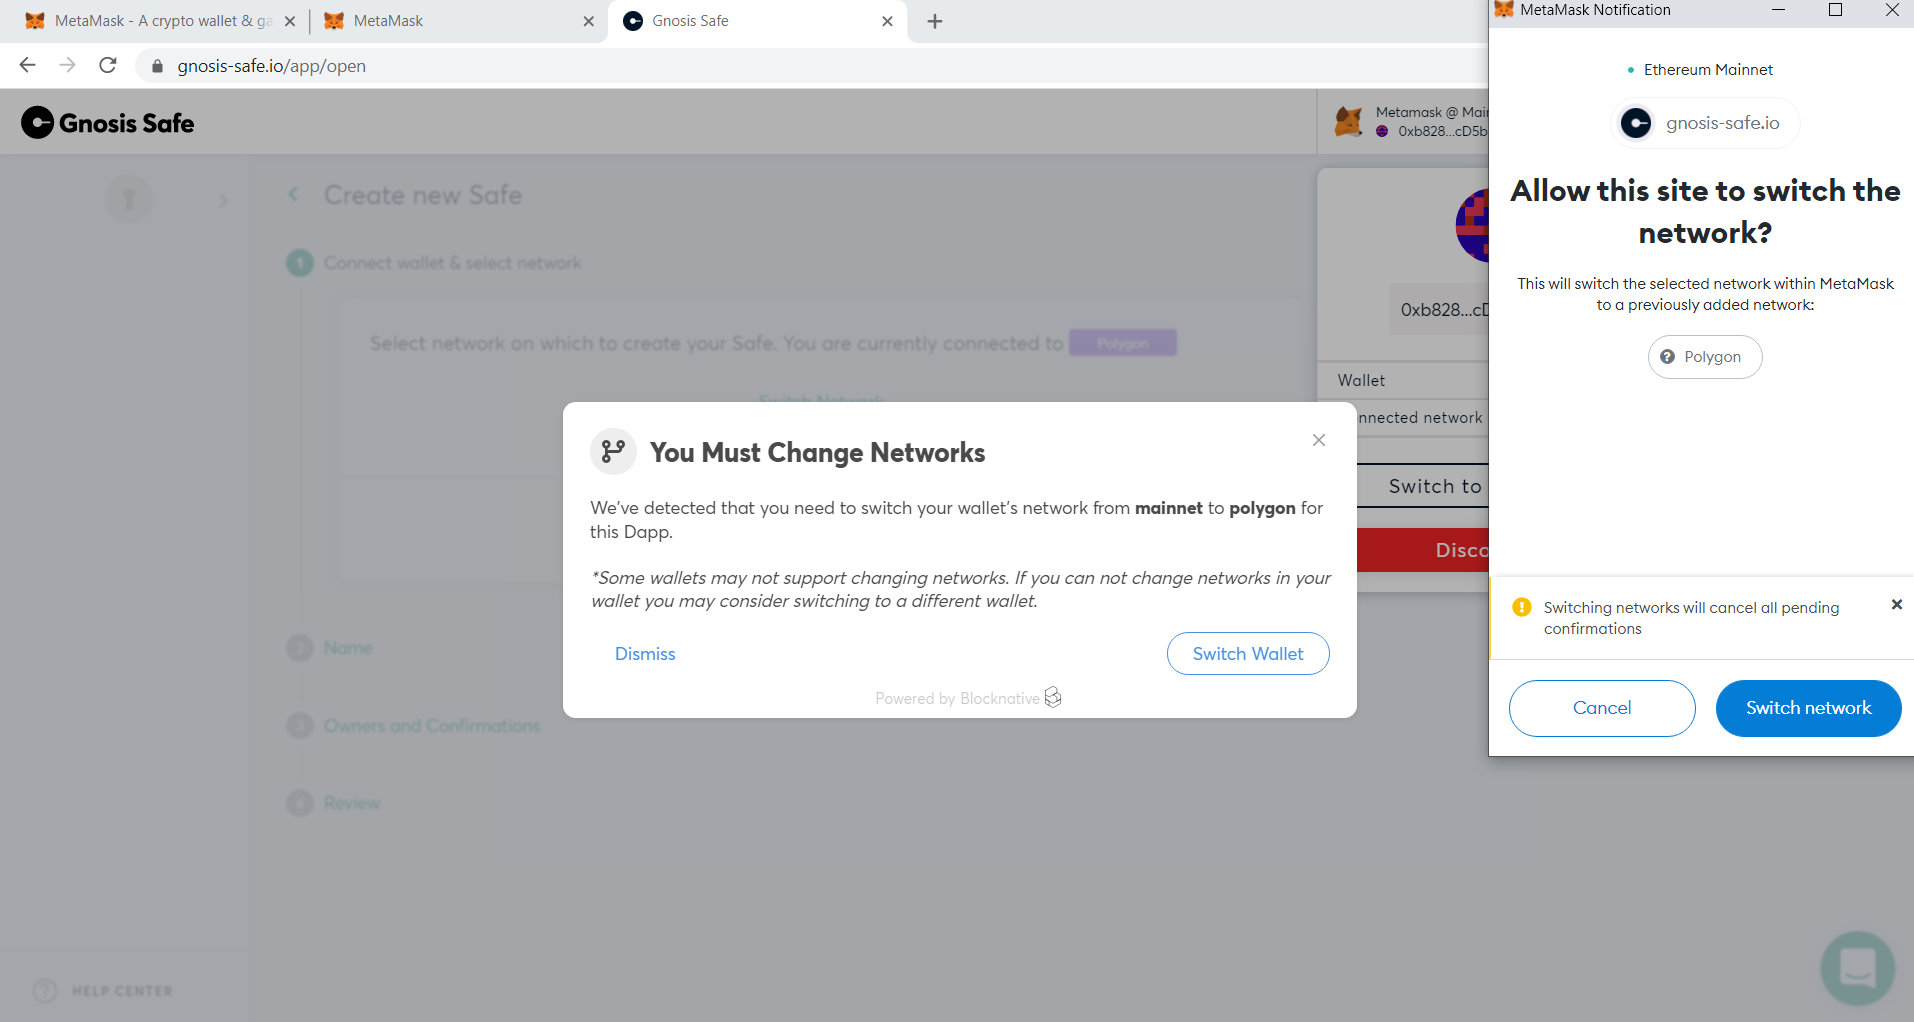 MetaMask - A crypto wallet & ga
MetaMask
Gnosis Safe
gnosis-safe.io/app/open
Gnosis Safe
Metamask @ Mai
0xb828...cD5b
Create new Safe
1 Connect wallet & select network
Select network on which to create your Safe. You are currently connected to Polygon
Switch Network
0xb828...cD
Wallet
nnected network
Switch to
Disco
You Must Change Networks
We've detected that you need to switch your wallet's network from mainnet to polygon for
this Dapp.
*Some wallets may not support changing networks. If you can not change networks in your
wallet you may consider switching to a different wallet.
Dismiss
Switch Wallet
Powered by Blocknative
2 Name
3 Owners and Confirmations
4 Review
? HELP CENTER
MetaMask Notification
Ethereum Mainnet
gnosis-safe.io
Allow this site to switch the
network?
This will switch the selected network within MetaMask
to a previously added network:
? Polygon
Switching networks will cancel all pending
confirmations
Cancel
Switch network